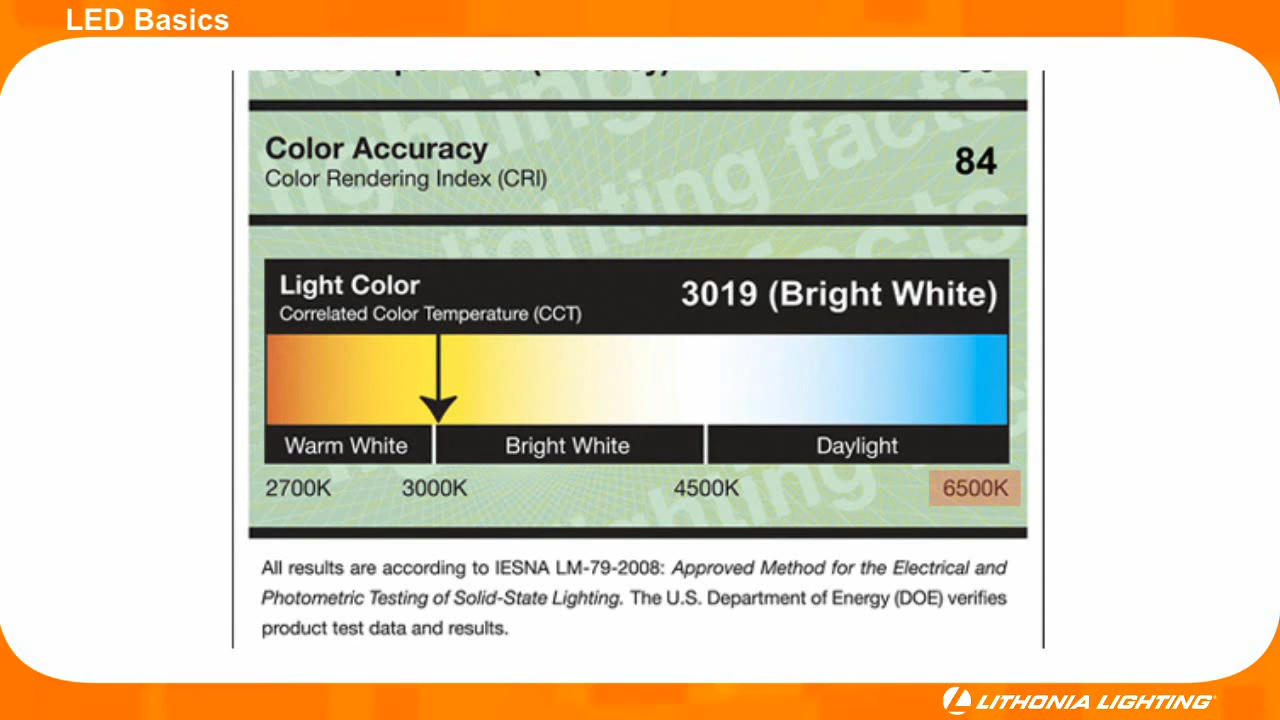 LED Basics
Color Accuracy
Color Rendering Index (CRI)
84
Light Color
Correlated Color Temperature (CCT)
3019 (Bright White)
Warm White
Bright White
Daylight
2700K
3000K
4500K
6500K
All results are according to IESNA LM-79-2008: Approved Method for the Electrical and
Photometric Testing of Solid-State Lighting. The U.S. Department of Energy (DOE) verifies
product test data and results.
LITHONIA LIGHTING®